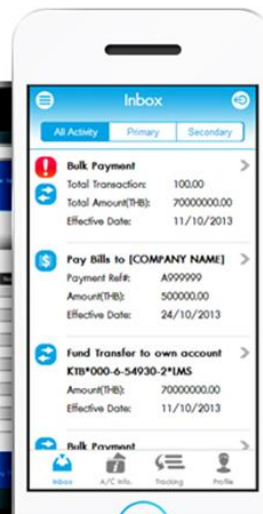 Inbox
All Activity Primary Secondary
Bulk Payment
Total Transaction: 100.00
Total Amount(THB): 70000000.00
Effective Date: 11/10/2013
Pay Bills to [COMPANY NAME]
Payment Ref#: A999999
Amount(THB): 500000.00
Effective Date: 24/10/2013
Fund Transfer to own account
KTB*000-6-54930-2*LMS
Amount(THB): 70000000.00
Effective Date: 11/10/2013
Bulk Payment
Inbox A/C Info. Tracking Profile